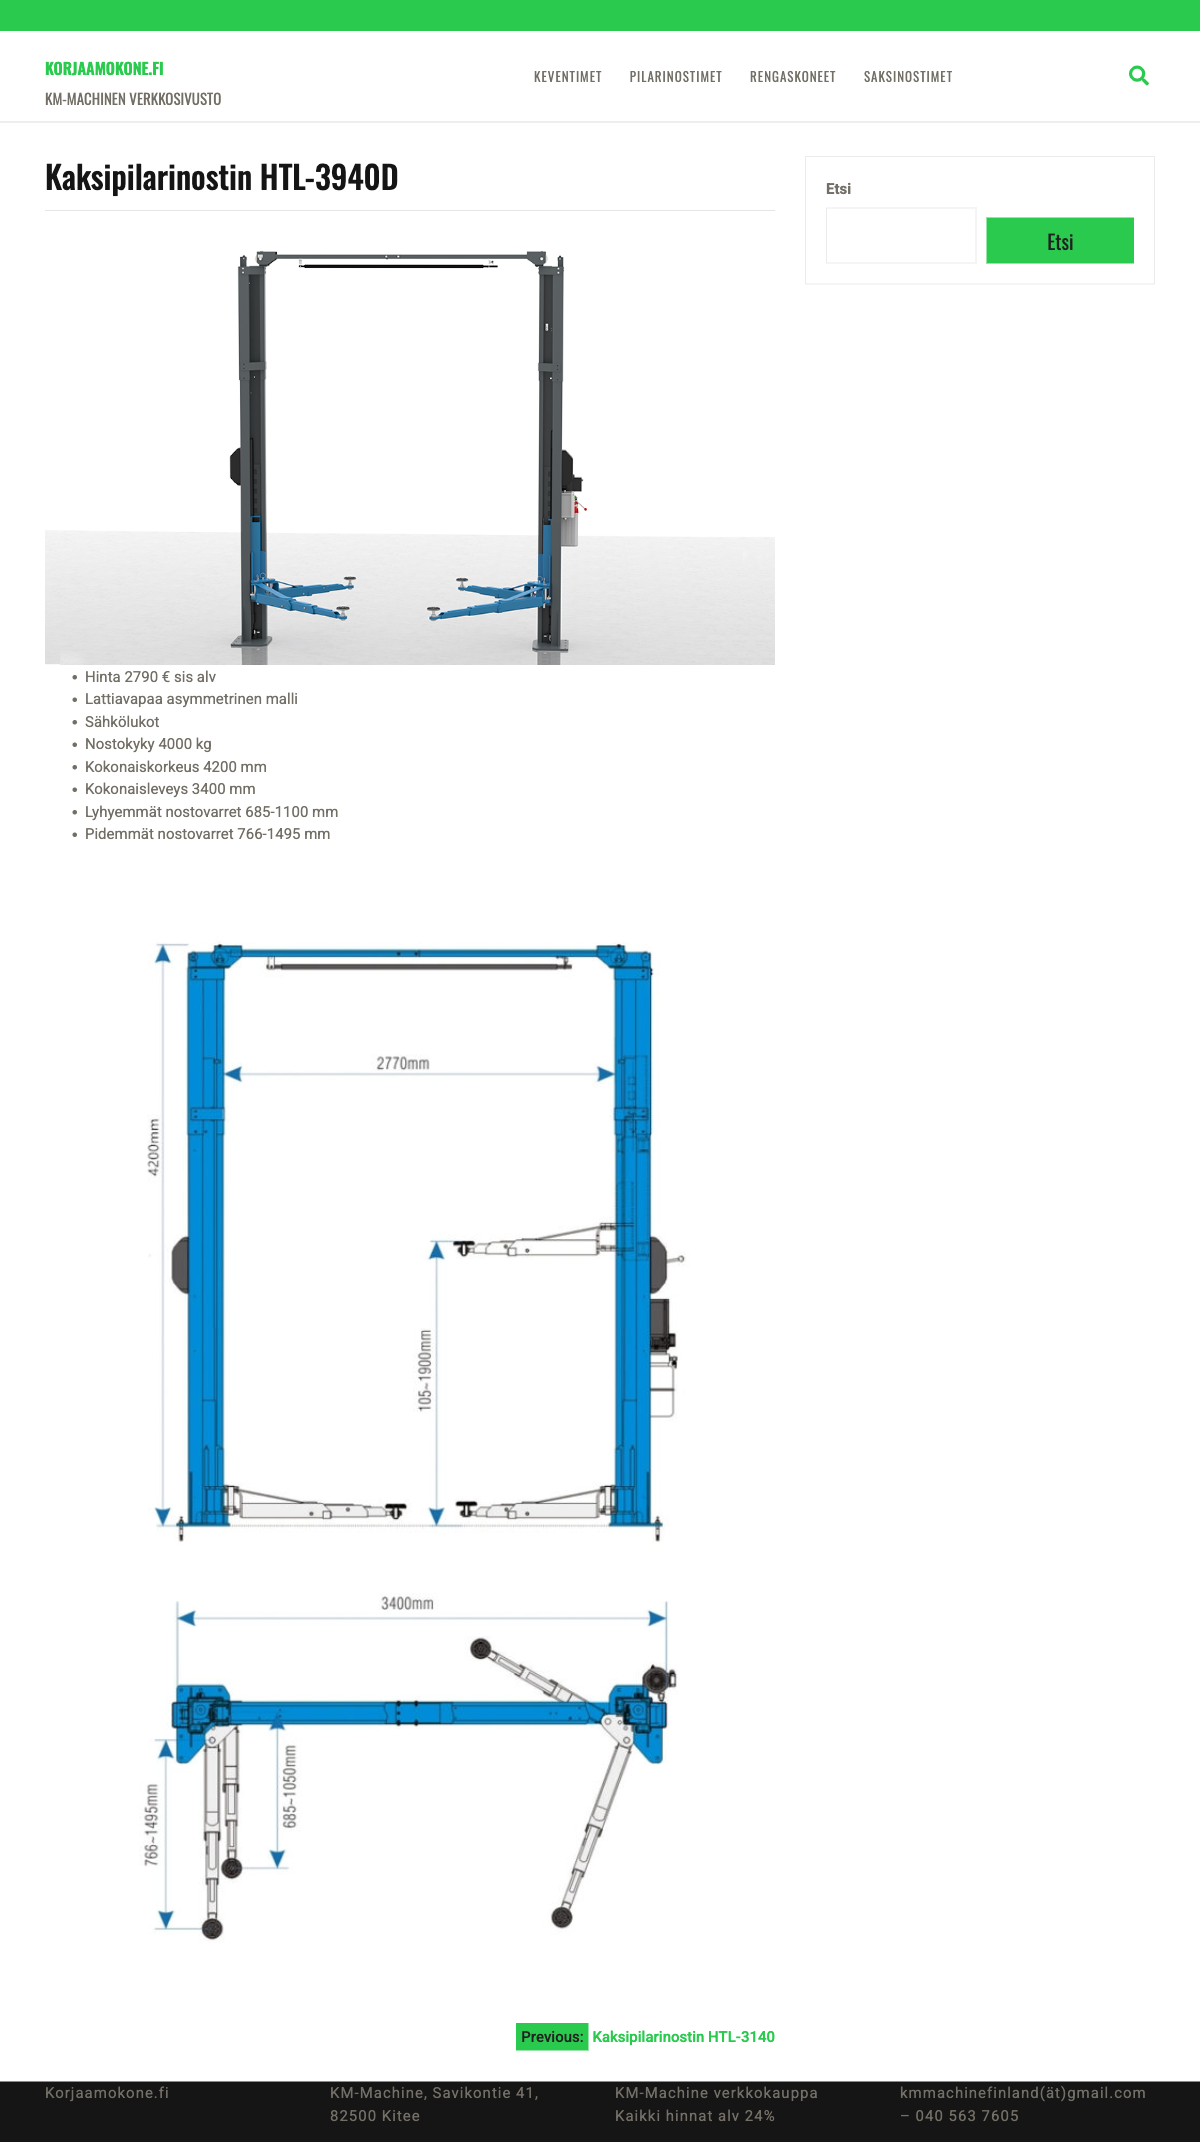 KORJAAMOKONE.FI
KM-MACHINEN VERKKOSIVUSTO
KEVENTIMET PILARINOSTIMET RENGASKONEET SAKSINOSTIMET
Kaksipilarinostin HTL-3940D
Etsi
Etsi
Hinta 2790 € sis alv
Lattiavapaa asymmetrinen malli
Sähkölukot
Nostokyky 4000 kg
Kokonaiskorkeus 4200 mm
Kokonaisleveys 3400 mm
Lyhyemmät nostovarret 685-1100 mm
Pidemmät nostovarret 766-1495 mm
2770mm
4200mm
105~1900mm
3400mm
685~1050mm
766~1495mm
Previous: Kaksipilarinostin HTL-3140
Korjaamokone.fi
KM-Machine, Savikontie 41,
82500 Kitee
KM-Machine verkkokauppa
Kaikki hinnat alv 24%
kmmachinefinland(ät)gmail.com
– 040 563 7605